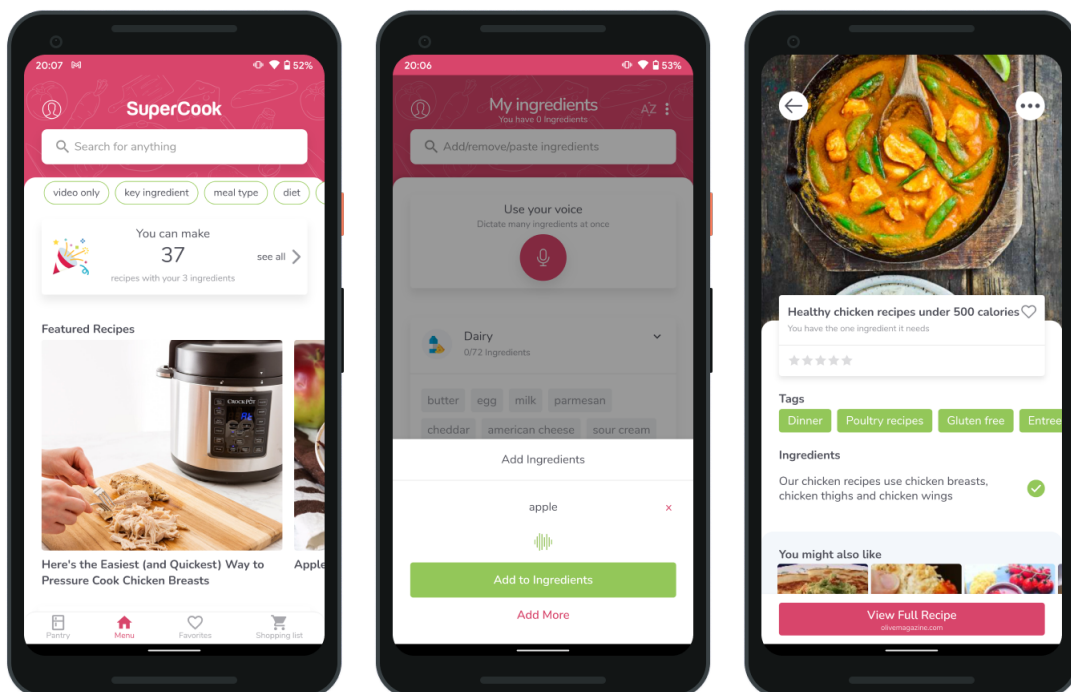 20:07
52%
SuperCook
Search for anything
video only
key ingredient
meal type
diet
You can make
37
see all
recipes with your 3 ingredients
Featured Recipes
CROCK-POT
Here's the Easiest (and Quickest) Way to
Pressure Cook Chicken Breasts
Apple
Pantry
Menu
Favorites
Shopping list
20:06
53%
My ingredients
You have 0 Ingredients
AZ
Add/remove/paste ingredients
Use your voice
Dictate many ingredients at once
Dairy
0/72 Ingredients
butter
egg
milk
parmesan
cheddar
american cheese
sour cream
Add Ingredients
apple
x
Add to Ingredients
Add More
Healthy chicken recipes under 500 calories
You have the one ingredient it needs
Tags
Dinner
Poultry recipes
Gluten free
Entree
Ingredients
Our chicken recipes use chicken breasts,
chicken thighs and chicken wings
You might also like
View Full Recipe
olivemagazine.com